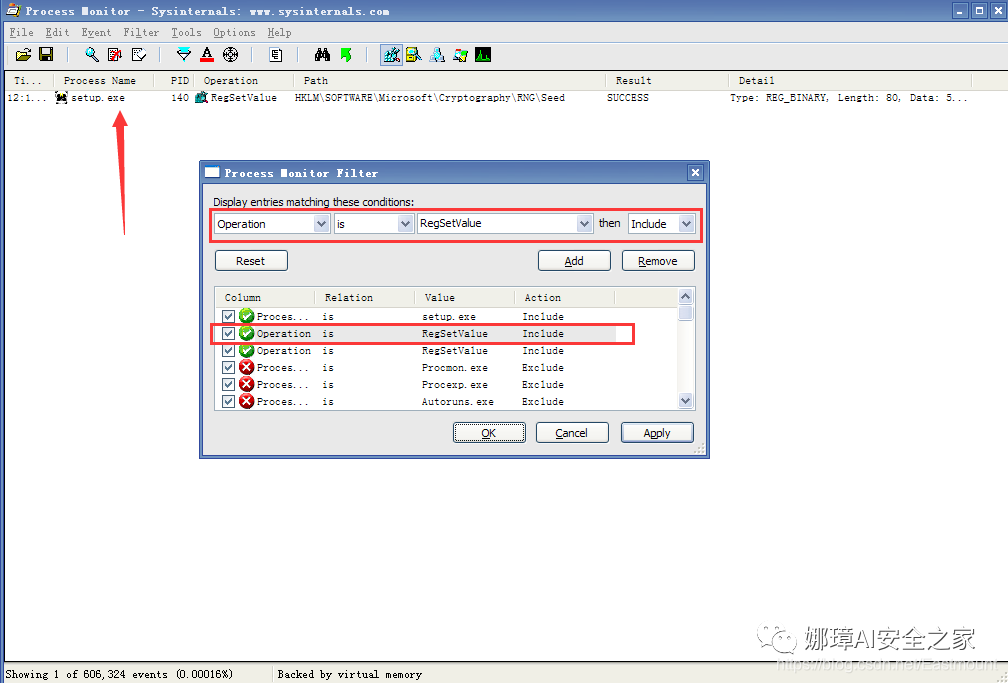 Process Monitor - Sysinternals: www.sysinternals.com
File Edit Event Filter Tools Options Help
Ti... Process Name PID Operation Path Result Detail
12:1... setup.exe 140 RegSetValue HKLM\SOFTWARE\Microsoft\Cryptography\RNG\Seed SUCCESS Type: REG_BINARY, Length: 80, Data: 5...
Process Monitor Filter
Display entries matching these conditions:
Operation is RegSetValue then Include
Reset Add Remove
Column Relation Value Action
Proces... is setup.exe Include
Operation is RegSetValue Include
Operation is RegSetValue Include
Proces... is Procmon.exe Exclude
Proces... is Procexp.exe Exclude
Proces... is Autoruns.exe Exclude
OK Cancel Apply
娜璋AI安全之家
https://blog.csdn.net/Eastmount
Showing 1 of 606,324 events (0.00016%) Backed by virtual memory